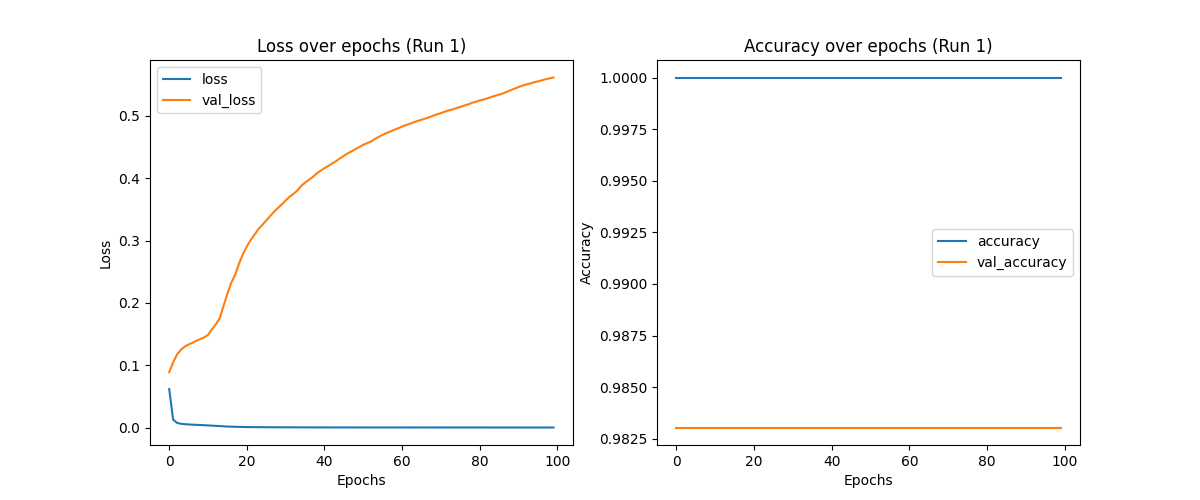 Loss over epochs (Run 1)
loss
val_loss
0.5
0.4
0.3
0.2
0.1
0.0
Loss
0 20 40 60 80 100
Epochs
Accuracy over epochs (Run 1)
1.0000
0.9975
0.9950
0.9925
0.9900
0.9875
0.9850
0.9825
Accuracy
accuracy
val_accuracy
0 20 40 60 80 100
Epochs